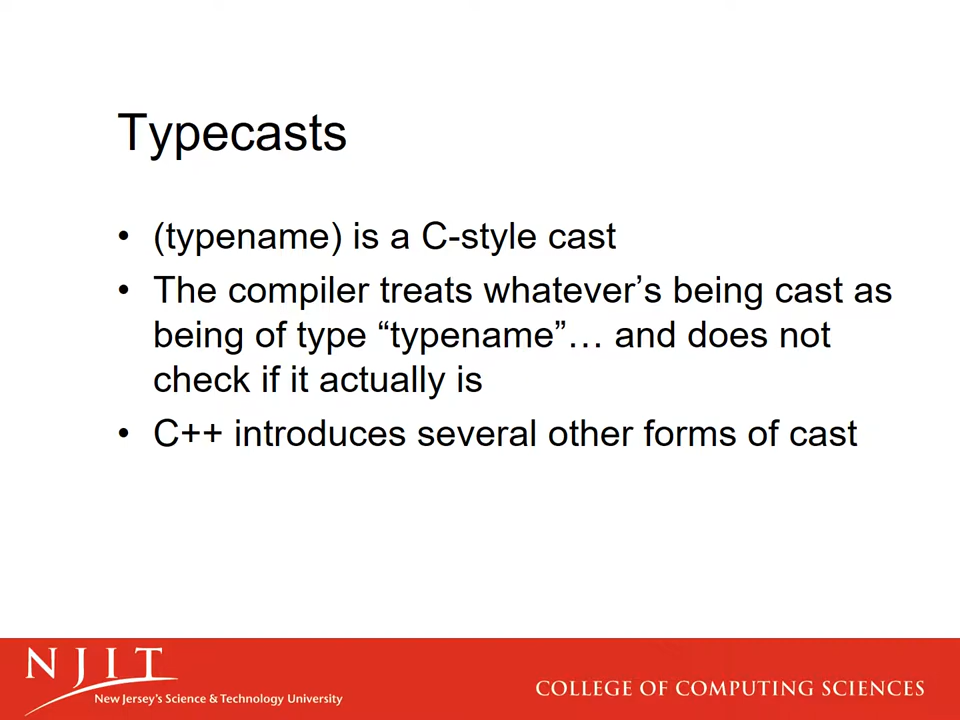 Typecasts
• (typename) is a C-style cast
• The compiler treats whatever’s being cast as
being of type “typename”… and does not
check if it actually is
• C++ introduces several other forms of cast
NJIT
New Jersey’s Science & Technology University
COLLEGE OF COMPUTING SCIENCES